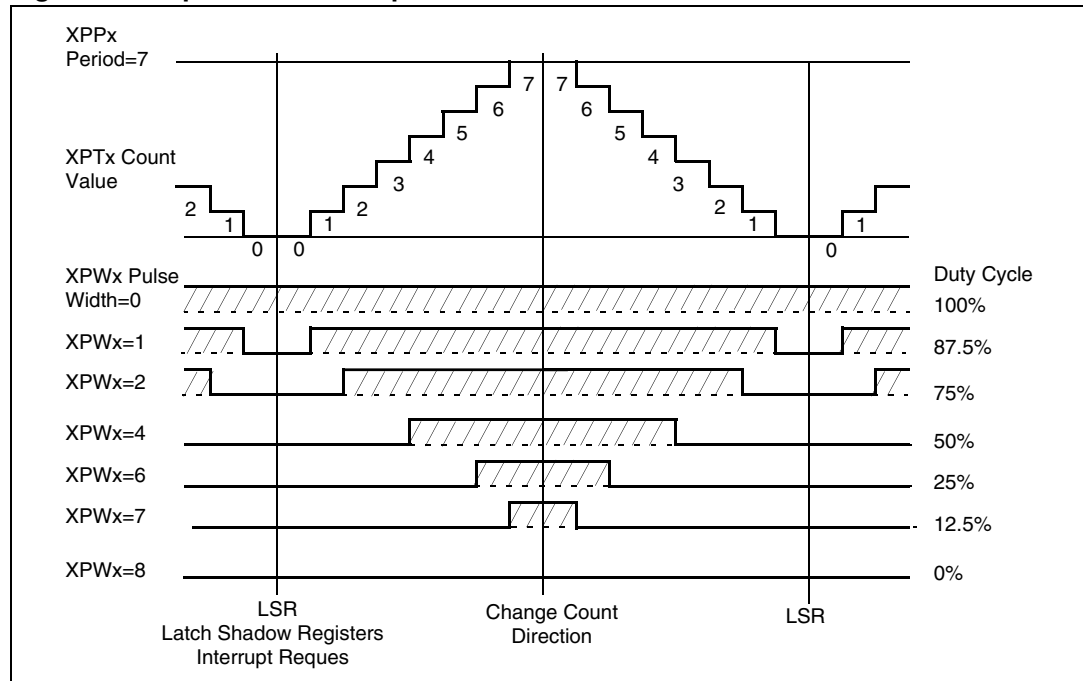 XPPx
Period=7
7 7
6 6
5 5
4 4
XPTx Count
Value
3 3
2 2 2
1 1 1 1
0 0 0
XPWx Pulse
Width=0
Duty Cycle
100%
XPWx=1
87.5%
XPWx=2
75%
XPWx=4
50%
XPWx=6
25%
XPWx=7
12.5%
XPWx=8
0%
LSR
Latch Shadow Registers
Interrupt Reques
Change Count
Direction
LSR